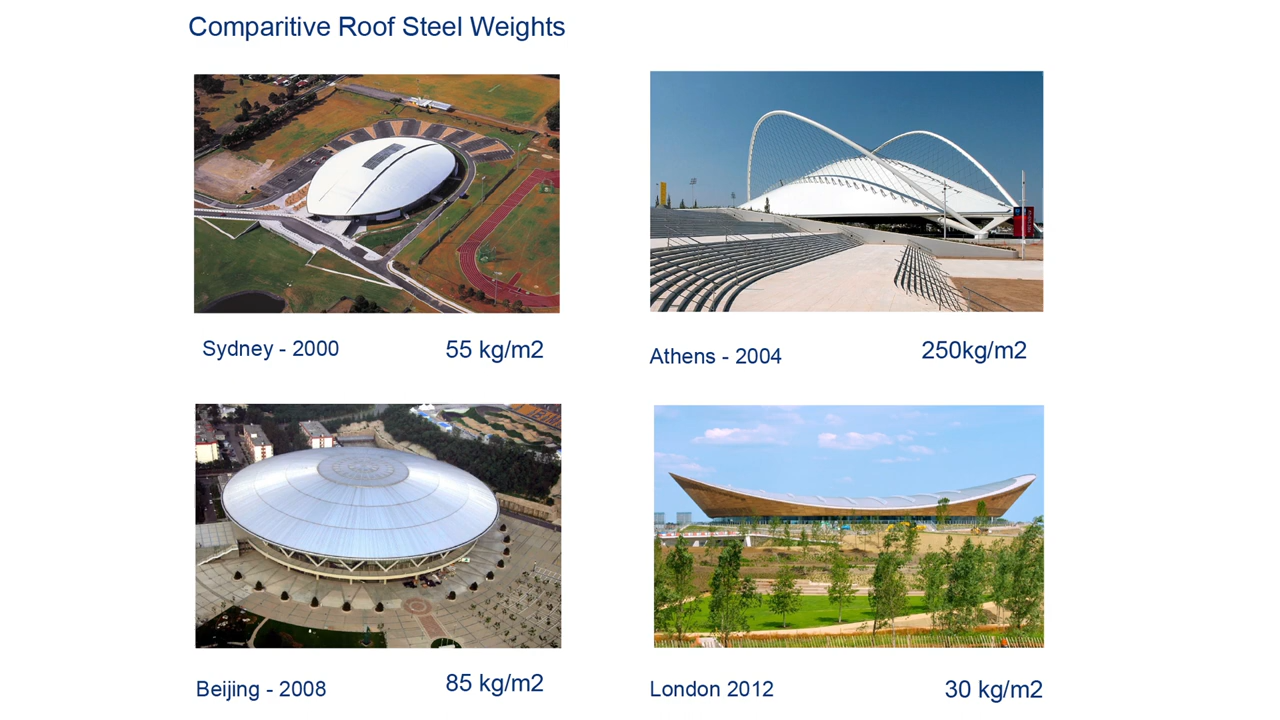 Comparitive Roof Steel Weights
Sydney - 2000
55 kg/m2
Athens - 2004
250kg/m2
Beijing - 2008
85 kg/m2
London 2012
30 kg/m2